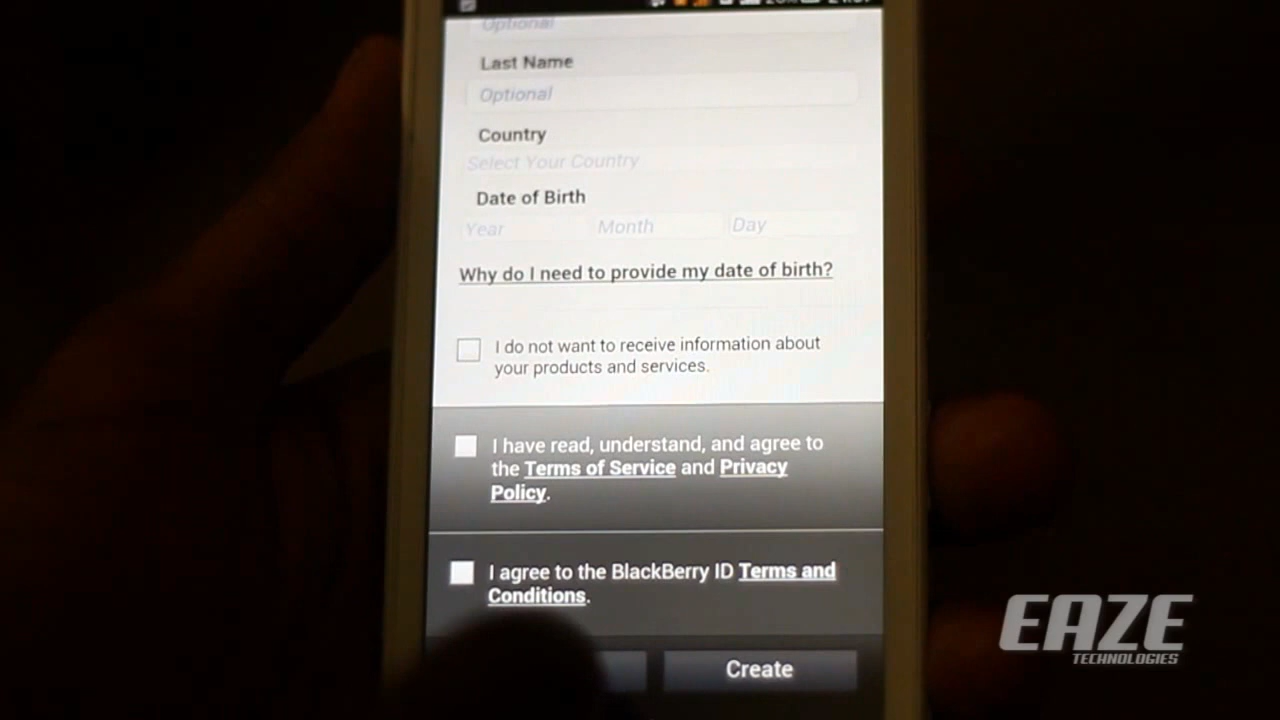 Optional
Last Name
Optional
Country
Select Your Country
Date of Birth
Year Month Day
Why do I need to provide my date of birth?
I do not want to receive information about
your products and services.
I have read, understand, and agree to
the Terms of Service and Privacy
Policy.
I agree to the BlackBerry ID Terms and
Conditions.
Create
EAZE
TECHNOLOGIES